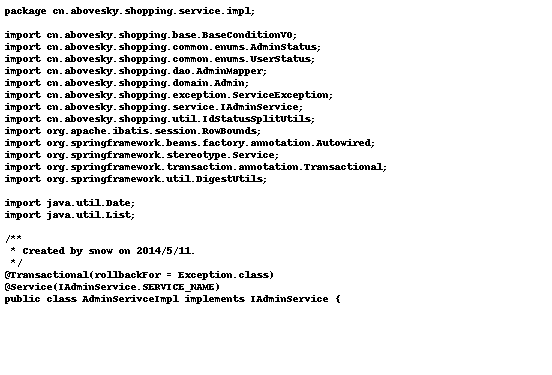 package cn.abovesky.shopping.service.impl;
import cn.abovesky.shopping.base.BaseConditionVO;
import cn.abovesky.shopping.common.enums.AdminStatus;
import cn.abovesky.shopping.common.enums.UserStatus;
import cn.abovesky.shopping.dao.AdminMapper;
import cn.abovesky.shopping.domain.Admin;
import cn.abovesky.shopping.exception.ServiceException;
import cn.abovesky.shopping.service.IAdminService;
import cn.abovesky.shopping.util.IdStatusSplitUtils;
import org.apache.ibatis.session.RowBounds;
import org.springframework.beans.factory.annotation.Autowired;
import org.springframework.stereotype.Service;
import org.springframework.transaction.annotation.Transactional;
import org.springframework.util.DigestUtils;
import java.util.Date;
import java.util.List;
/**
 * Created by snow on 2014/5/11.
 */
@Transactional(rollbackFor = Exception.class)
@Service(IAdminService.SERVICE_NAME)
public class AdminSerivceImpl implements IAdminService {